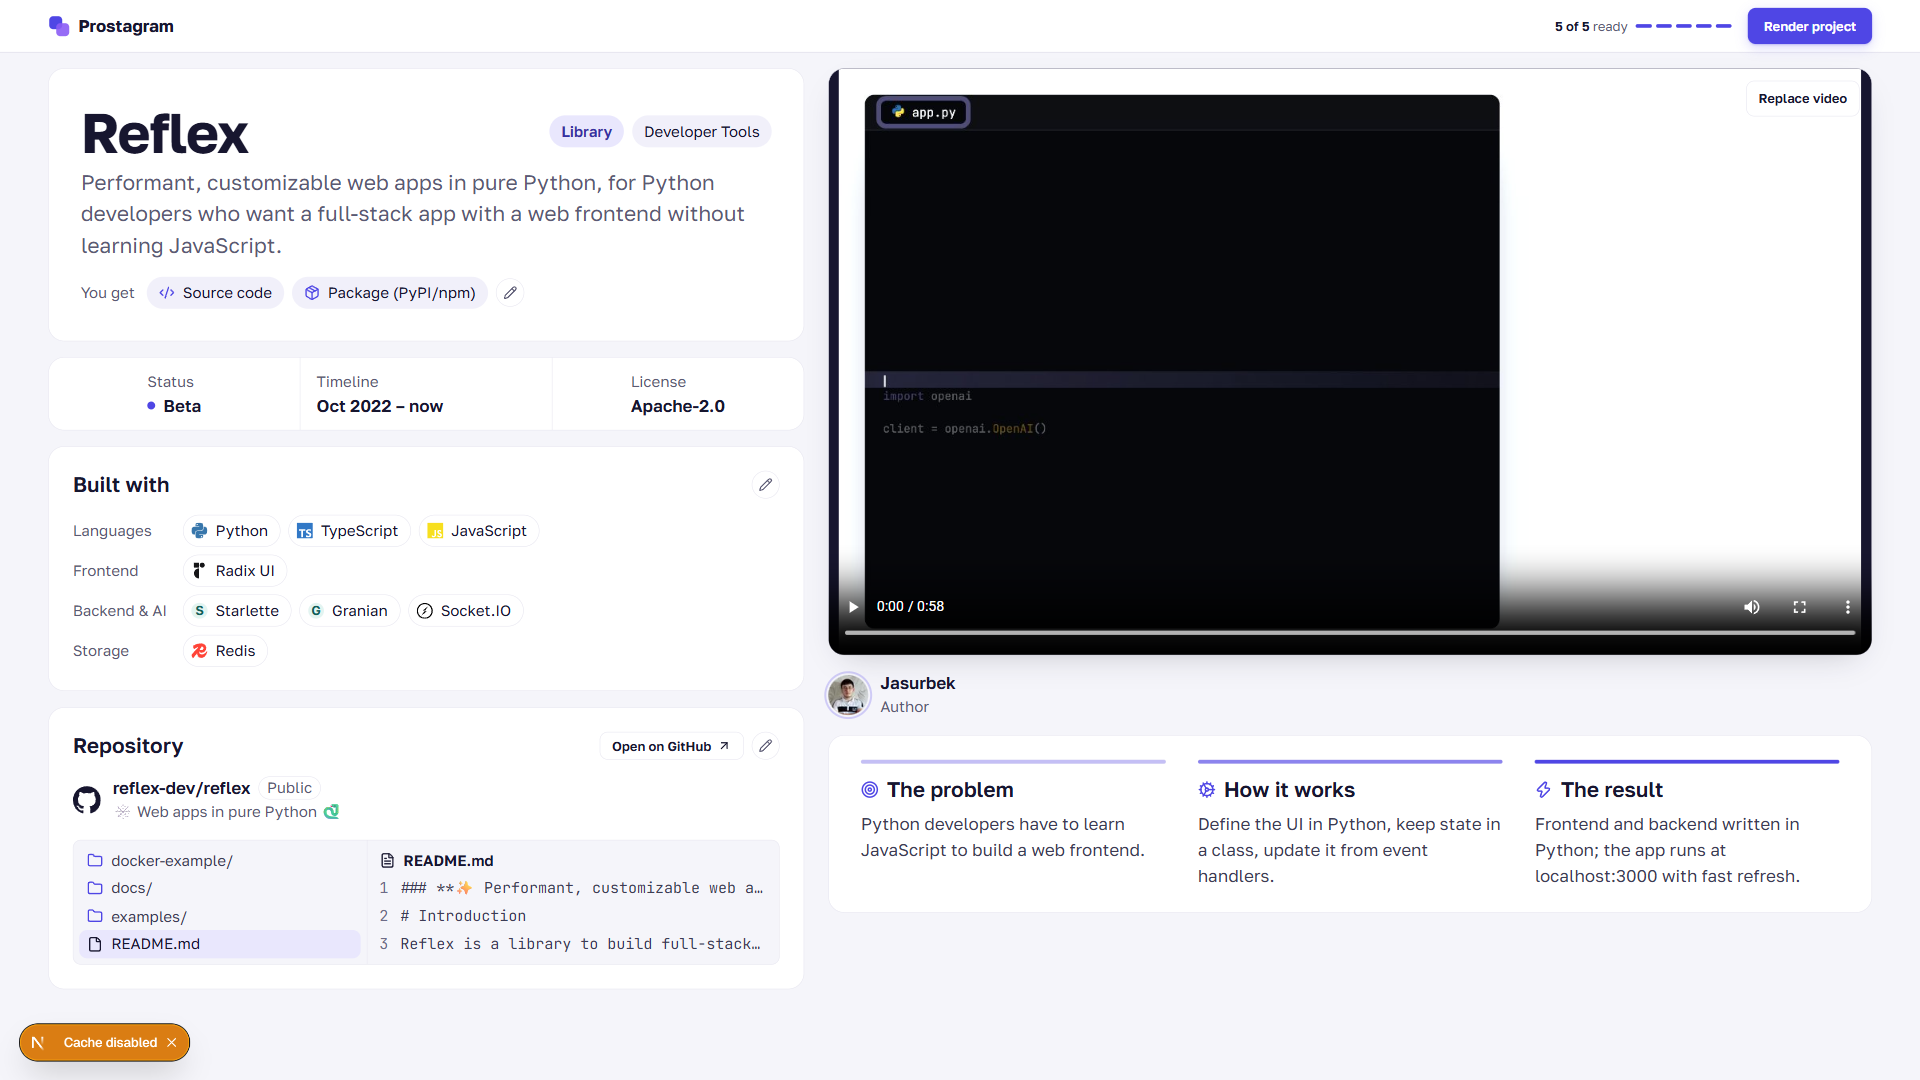 Prostagram
5 of 5 ready
Render project
Reflex
Library
Developer Tools
Performant, customizable web apps in pure Python, for Python
developers who want a full-stack app with a web frontend without
learning JavaScript.
You get
Source code
Package (PyPI/npm)
Status
Beta
Timeline
Oct 2022 – now
License
Apache-2.0
Built with
Languages
Python
TypeScript
JavaScript
Frontend
Radix UI
Backend & AI
Starlette
Granian
Socket.IO
Storage
Redis
Repository
Open on GitHub
reflex-dev/reflex
Public
🕸️ Web apps in pure Python 🐍
docker-example/
docs/
examples/
README.md
README.md
1 ### **✨ Performant, customizable web a…
2 # Introduction
3 Reflex is a library to build full-stack…
Replace video
app.py
import openai
client = openai.OpenAI()
0:00 / 0:58
Jasurbek
Author
The problem
Python developers have to learn
JavaScript to build a web frontend.
How it works
Define the UI in Python, keep state in
a class, update it from event
handlers.
The result
Frontend and backend written in
Python; the app runs at
localhost:3000 with fast refresh.
Cache disabled